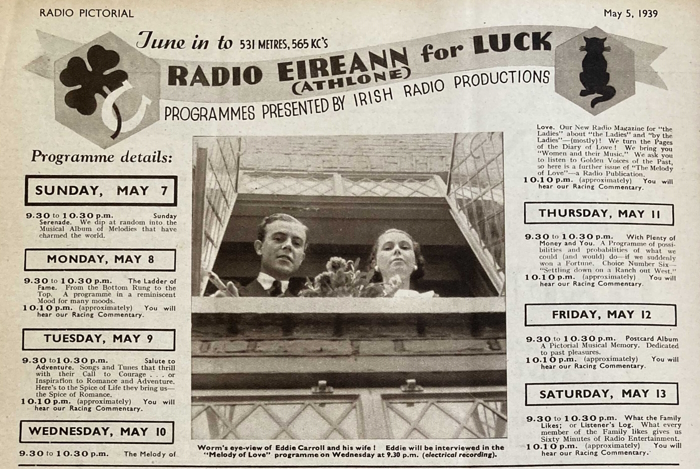 RADIO PICTORIAL
May 5, 1939
Tune in to 531 METRES, 565 KC's
RADIO EIREANN for LUCK
(ATHLONE)
PROGRAMMES PRESENTED BY IRISH RADIO PRODUCTIONS
Programme details:
SUNDAY, MAY 7
9.30 to 10.30 p.m. Sunday
Serenade. We dip at random into the
Musical Album of Melodies that have
charmed the world.
MONDAY, MAY 8
9.30 to 10.30 p.m. The Ladder of
Fame. From the Bottom Rung to the
Top. A programme in a reminiscent
Mood for many moods.
10.10 p.m. (approximately) You will
hear our Racing Commentary.
TUESDAY, MAY 9
9.30 to 10.30 p.m. Salute to
Adventure. Songs and Tunes that thrill
with their Call to Courage . . . or
Inspiration to Romance and Adventure.
Here's to the Spice of Life they bring us—
the Spice of Romance.
10.10 p.m. (approximately) You will
hear our Racing Commentary.
WEDNESDAY, MAY 10
9.30 to 10.30 p.m. The Melody of
Worm's eye-view of Eddie Carroll and his wife! Eddie will be interviewed in the
"Melody of Love" programme on Wednesday at 9.30 p.m. (electrical recording).
Love. Our New Radio Magazine for "the
Ladies" about "the Ladies" and "by the
Ladies"—(mostly)! We turn the Pages
of the Diary of Love! We bring you
"Women and their Music." We ask you
to listen to Golden Voices of the Past,
so here is a further issue of "The Melody
of Love"—a Radio Publication.
10.10 p.m. (approximately) You will
hear our Racing Commentary.
THURSDAY, MAY 11
9.30 to 10.30 p.m. With Plenty of
Money and You. A Programme of possi-
bilities and probabilities of what we
could (and would) do—if we suddenly
won a Fortune. Choice Number Six—
"Settling down on a Ranch out West."
10.10 p.m. (approximately) You will
hear our Racing Commentary.
FRIDAY, MAY 12
9.30 to 10.30 p.m. Postcard Album
A Pictorial Musical Memory. Dedicated
to past pleasures.
10.10 p.m. (approximately) You will
hear our Racing Commentary.
SATURDAY, MAY 13
9.30 to 10.30 p.m. What the Family
Likes; or Listener's Log. What every
member of the Family likes gives us
Sixty Minutes of Radio Entertainment.
10.10 p.m. (approximately) You will
hear our Racing Commentary.